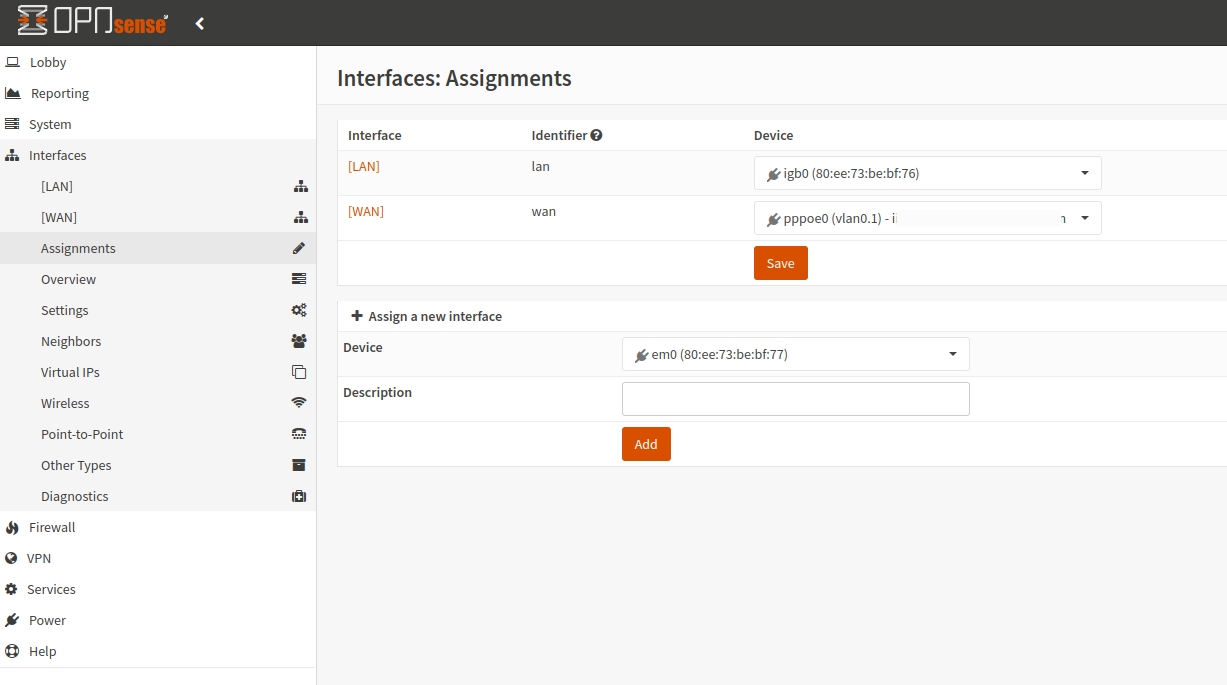 OPNsense
Lobby
Reporting
System
Interfaces
[LAN]
[WAN]
Assignments
Overview
Settings
Neighbors
Virtual IPs
Wireless
Point-to-Point
Other Types
Diagnostics
Firewall
VPN
Services
Power
Help
Interfaces: Assignments
Interface Identifier Device
[LAN] lan igb0 (80:ee:73:be:bf:76)
[WAN] wan pppoe0 (vlan0.1) -
Save
Assign a new interface
Device em0 (80:ee:73:be:bf:77)
Description
Add